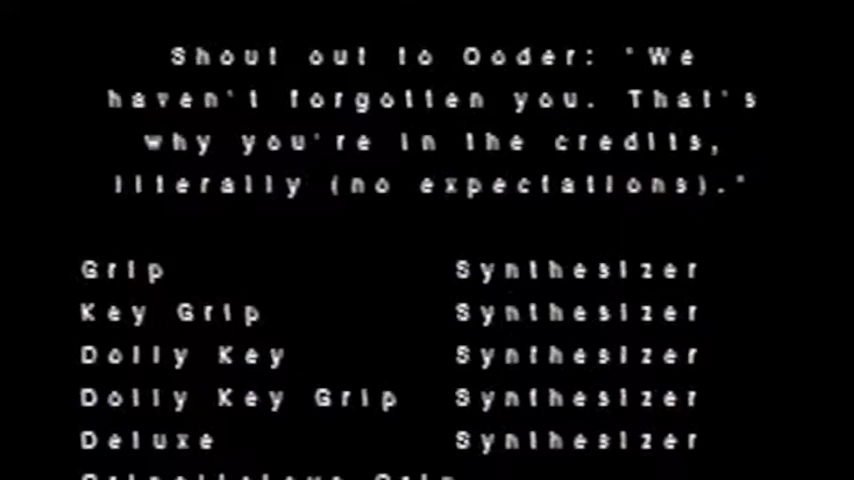 Shout out to Ooder: "We
haven't forgotten you. That's
why you're in the credits,
literally (no expectations)."
Grip Synthesizer
Key Grip Synthesizer
Dolly Key Synthesizer
Dolly Key Grip Synthesizer
Deluxe Synthesizer
Grip